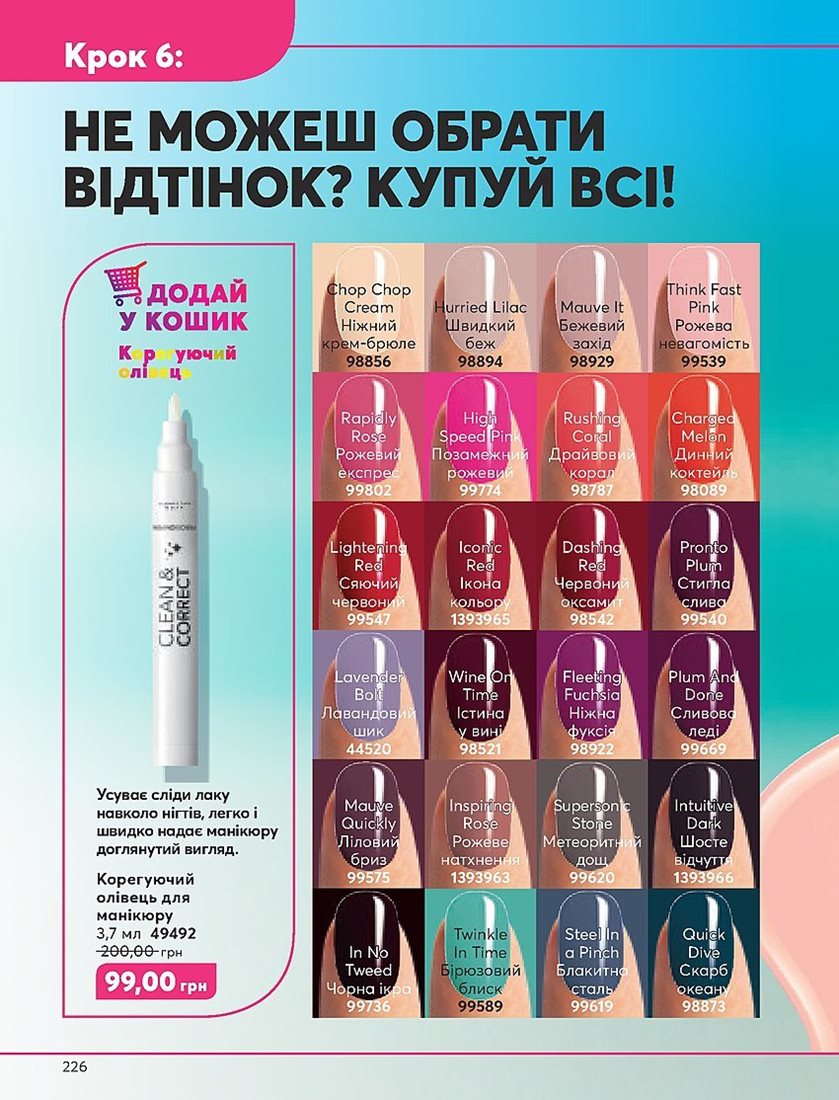 Крок 6:
НЕ МОЖЕШ ОБРАТИ
ВІДТІНОК? КУПУЙ ВСІ!
ДОДАЙ
У КОШИК
Корегуючий
олівець
CLEAN &
CORRECT
Усуває сліди лаку
навколо нігтів, легко і
швидко надає манікюру
доглянутий вигляд.
Корегуючий
олівець для
манікюру
3,7 мл 49492
200,00 грн
99,00 грн
Chop Chop
Cream
Ніжний
крем-брюле
98856
Hurried Lilac
Швидкий
беж
98894
Mauve It
Бежевий
захід
98929
Think Fast
Pink
Рожева
невагомість
99539
Rapidly
Rose
Рожевий
експрес
99802
High
Speed Pink
Позамежний
рожевий
99774
Rushing
Coral
Драйвовий
корал
98787
Charged
Melon
Динний
коктейль
98089
Lightening
Red
Сяючий
червоний
99547
Iconic
Red
Ікона
кольору
1393965
Dashing
Red
Червоний
оксамит
98542
Pronto
Plum
Стигла
слива
99540
Lavender
Bolt
Лавандовий
шик
44520
Wine On
Time
Істина
у вині
98521
Fleeting
Fuchsia
Ніжна
фуксія
98922
Plum And
Done
Сливова
леді
99669
Mauve
Quickly
Ліловий
бриз
99575
Inspiring
Rose
Рожеве
натхнення
1393963
Supersonic
Stone
Метеоритний
дощ
99620
Intuitive
Dark
Шосте
відчуття
1393966
In No
Tweed
Чорна ікра
99736
Twinkle
In Time
Бірюзовий
блиск
99589
Steel In
a Pinch
Блакитна
сталь
99619
Quick
Dive
Скарб
океану
98873
226